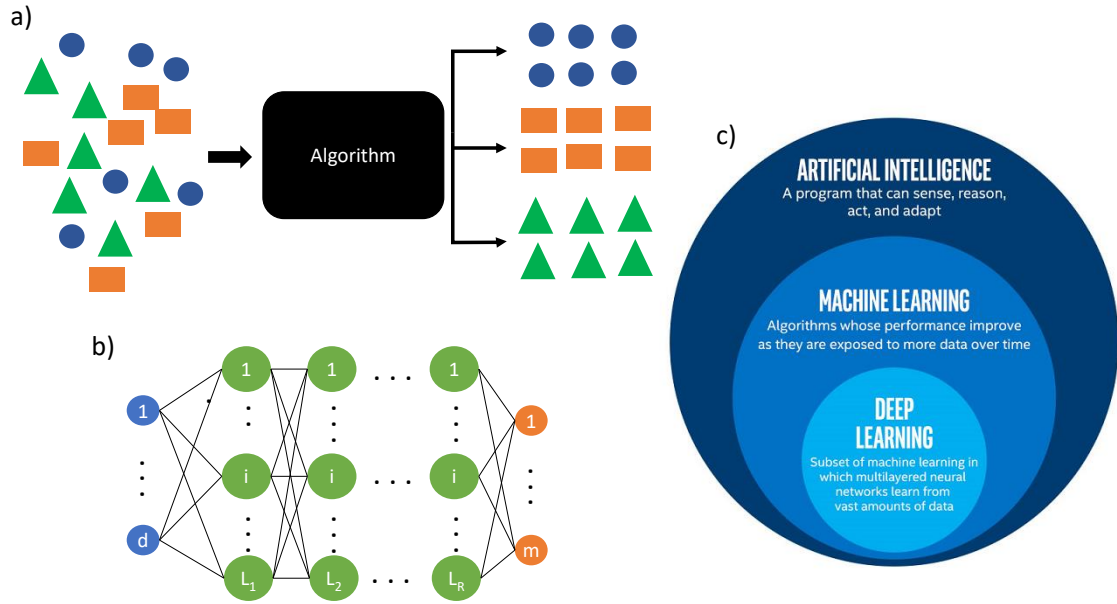 a)
Algorithm
b)
1
1
1
. . .
1
1
i
i
. . .
i
d
m
L1
L2
. . .
LR
c)
ARTIFICIAL INTELLIGENCE
A program that can sense, reason,
act, and adapt
MACHINE LEARNING
Algorithms whose performance improve
as they are exposed to more data over time
DEEP
LEARNING
Subset of machine learning in
which multilayered neural
networks learn from
vast amounts of data